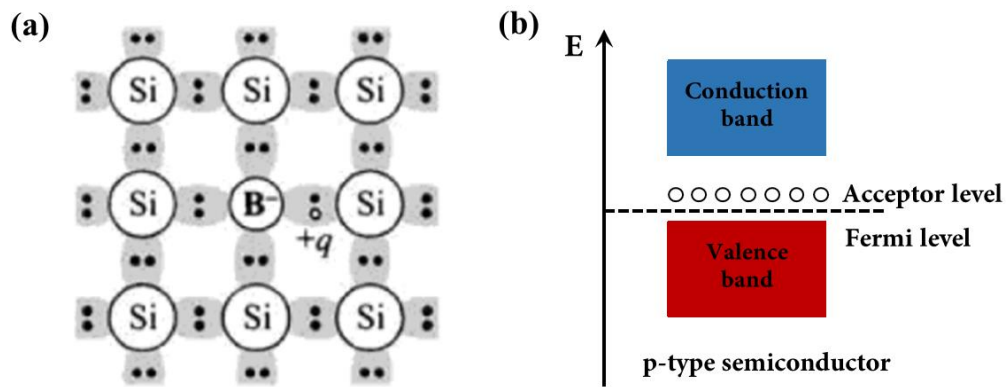 (a)
Si Si Si
Si B⁻ Si
+q
Si Si Si
(b)
E
Conduction
band
Acceptor level
Fermi level
Valence
band
p-type semiconductor